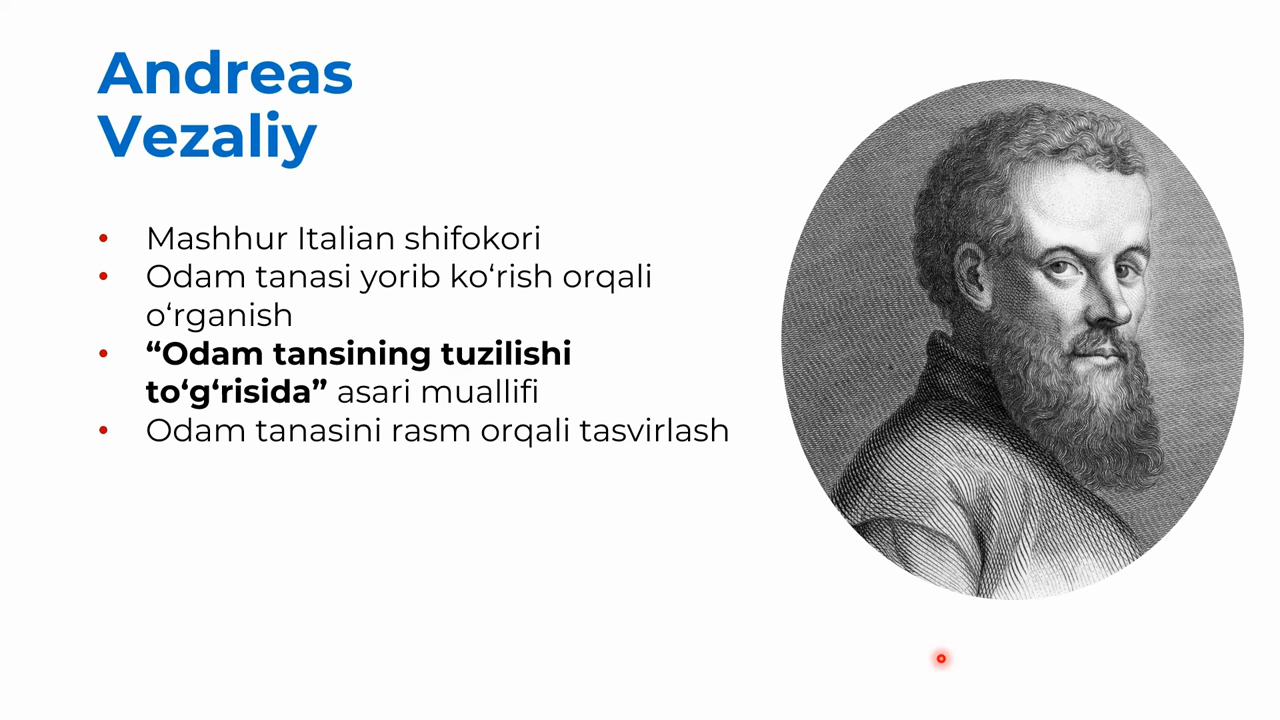 Andreas
Vezaliy
• Mashhur Italian shifokori
• Odam tanasi yorib ko‘rish orqali
o‘rganish
• “Odam tansining tuzilishi
to‘g‘risida” asari muallifi
• Odam tanasini rasm orqali tasvirlash